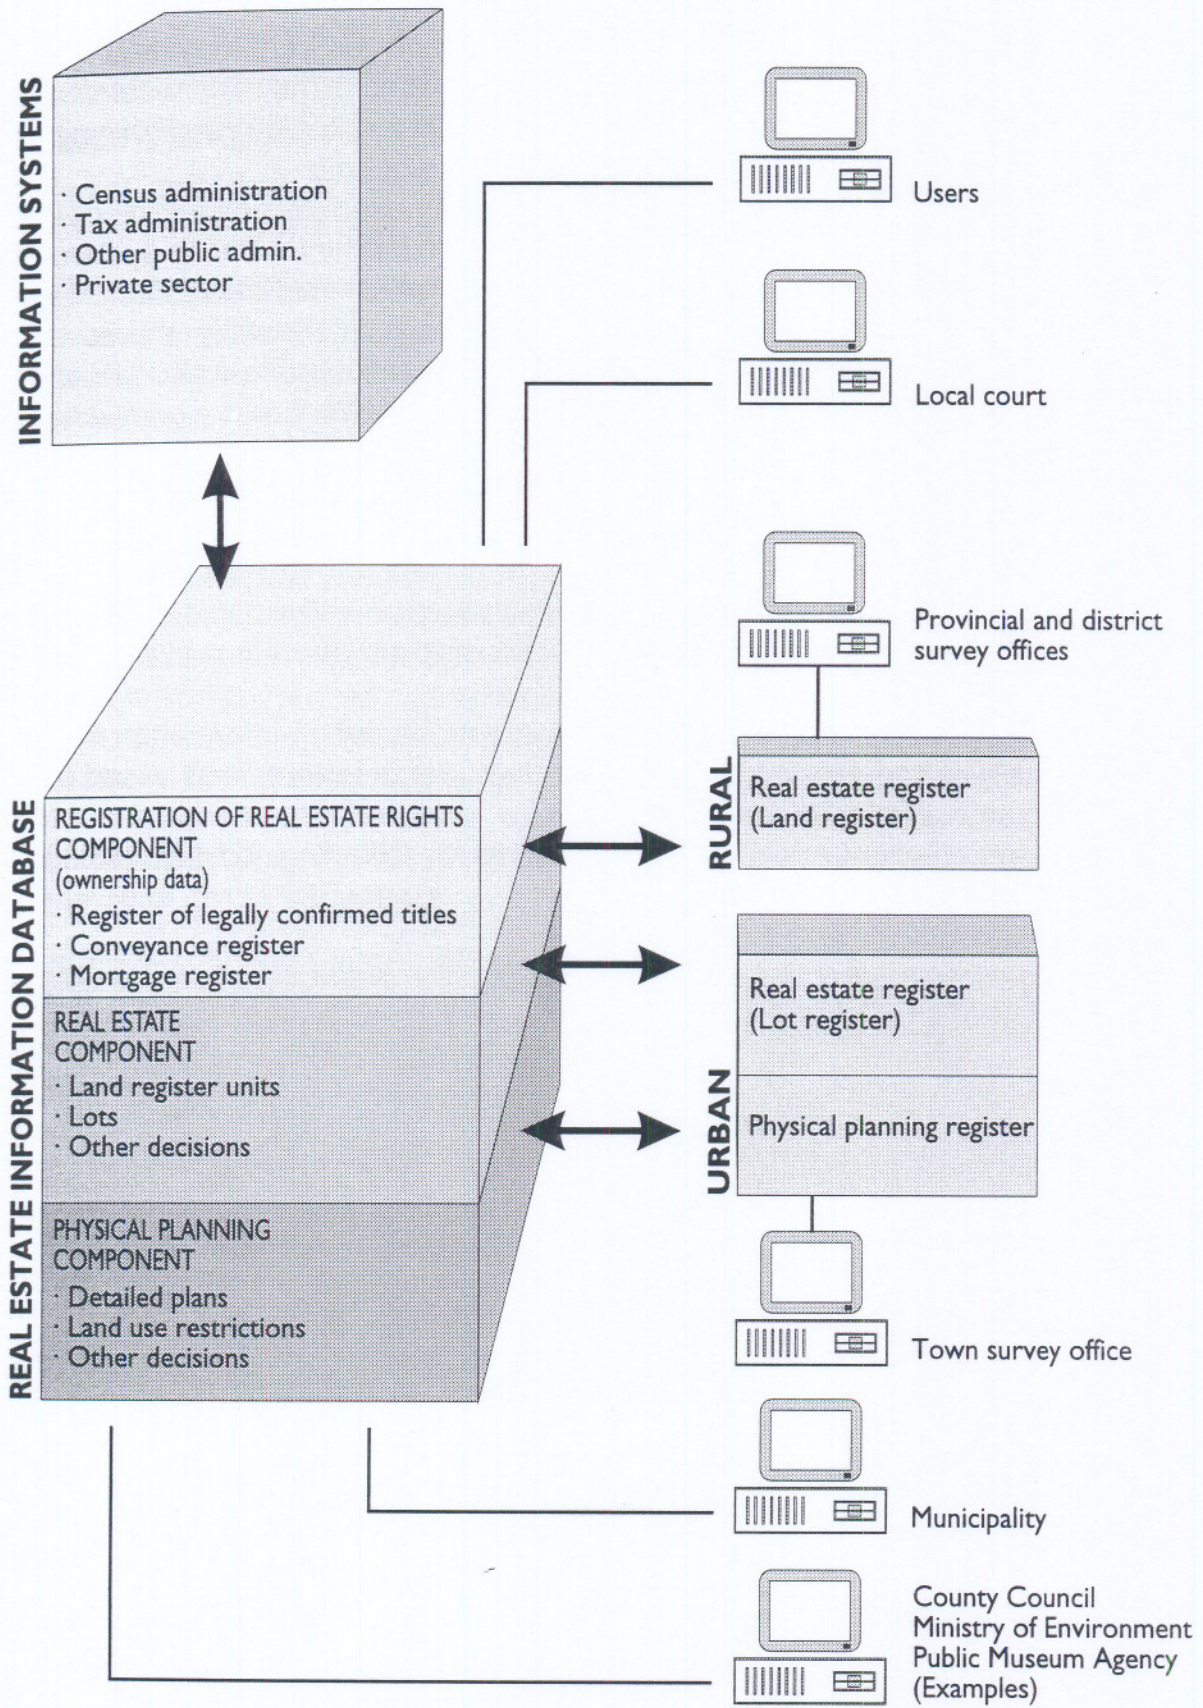 INFORMATION SYSTEMS
· Census administration
· Tax administration
· Other public admin.
· Private sector
Users
Local court
Provincial and district
survey offices
REAL ESTATE INFORMATION DATABASE
REGISTRATION OF REAL ESTATE RIGHTS
COMPONENT
(ownership data)
· Register of legally confirmed titles
· Conveyance register
· Mortgage register
REAL ESTATE
COMPONENT
· Land register units
· Lots
· Other decisions
PHYSICAL PLANNING
COMPONENT
· Detailed plans
· Land use restrictions
· Other decisions
RURAL
Real estate register
(Land register)
URBAN
Real estate register
(Lot register)
Physical planning register
Town survey office
Municipality
County Council
Ministry of Environment
Public Museum Agency
(Examples)